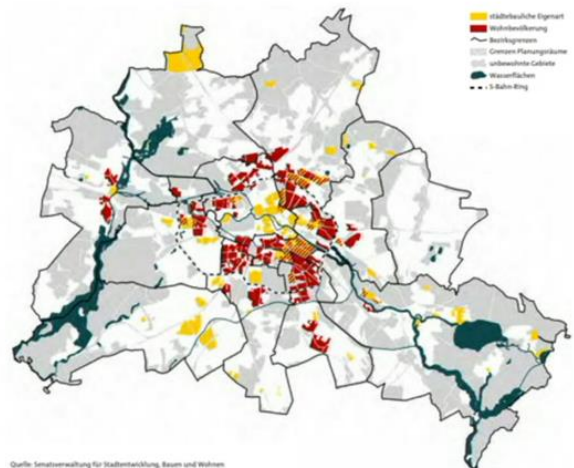 städtebauliche Eigenart
Wohnbevölkerung
Bezirksgrenzen
Grenzen Planungsräume
unbewohnte Gebiete
Wasserflächen
S-Bahn-Ring
Quelle: Senatsverwaltung für Stadtentwicklung, Bauen und Wohnen